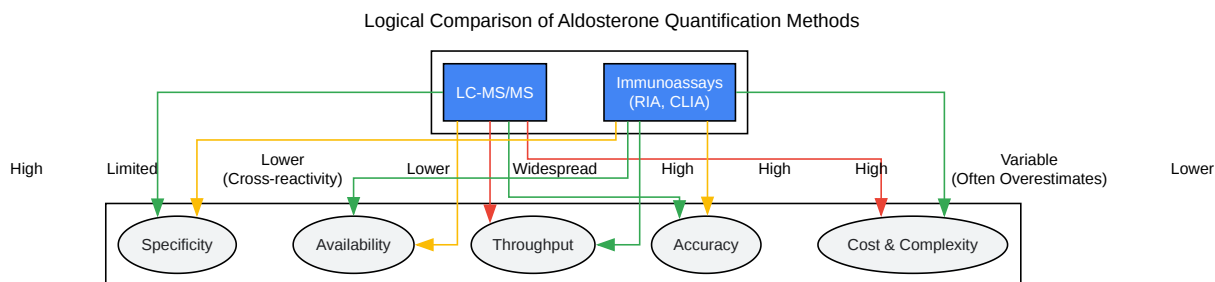 Logical Comparison of Aldosterone Quantification Methods
LC-MS/MS
Immunoassays
(RIA, CLIA)
High
Limited
Lower
(Cross-reactivity)
Lower
Widespread
High
High
High
Variable
(Often Overestimates)
Lower
Specificity
Availability
Throughput
Accuracy
Cost & Complexity